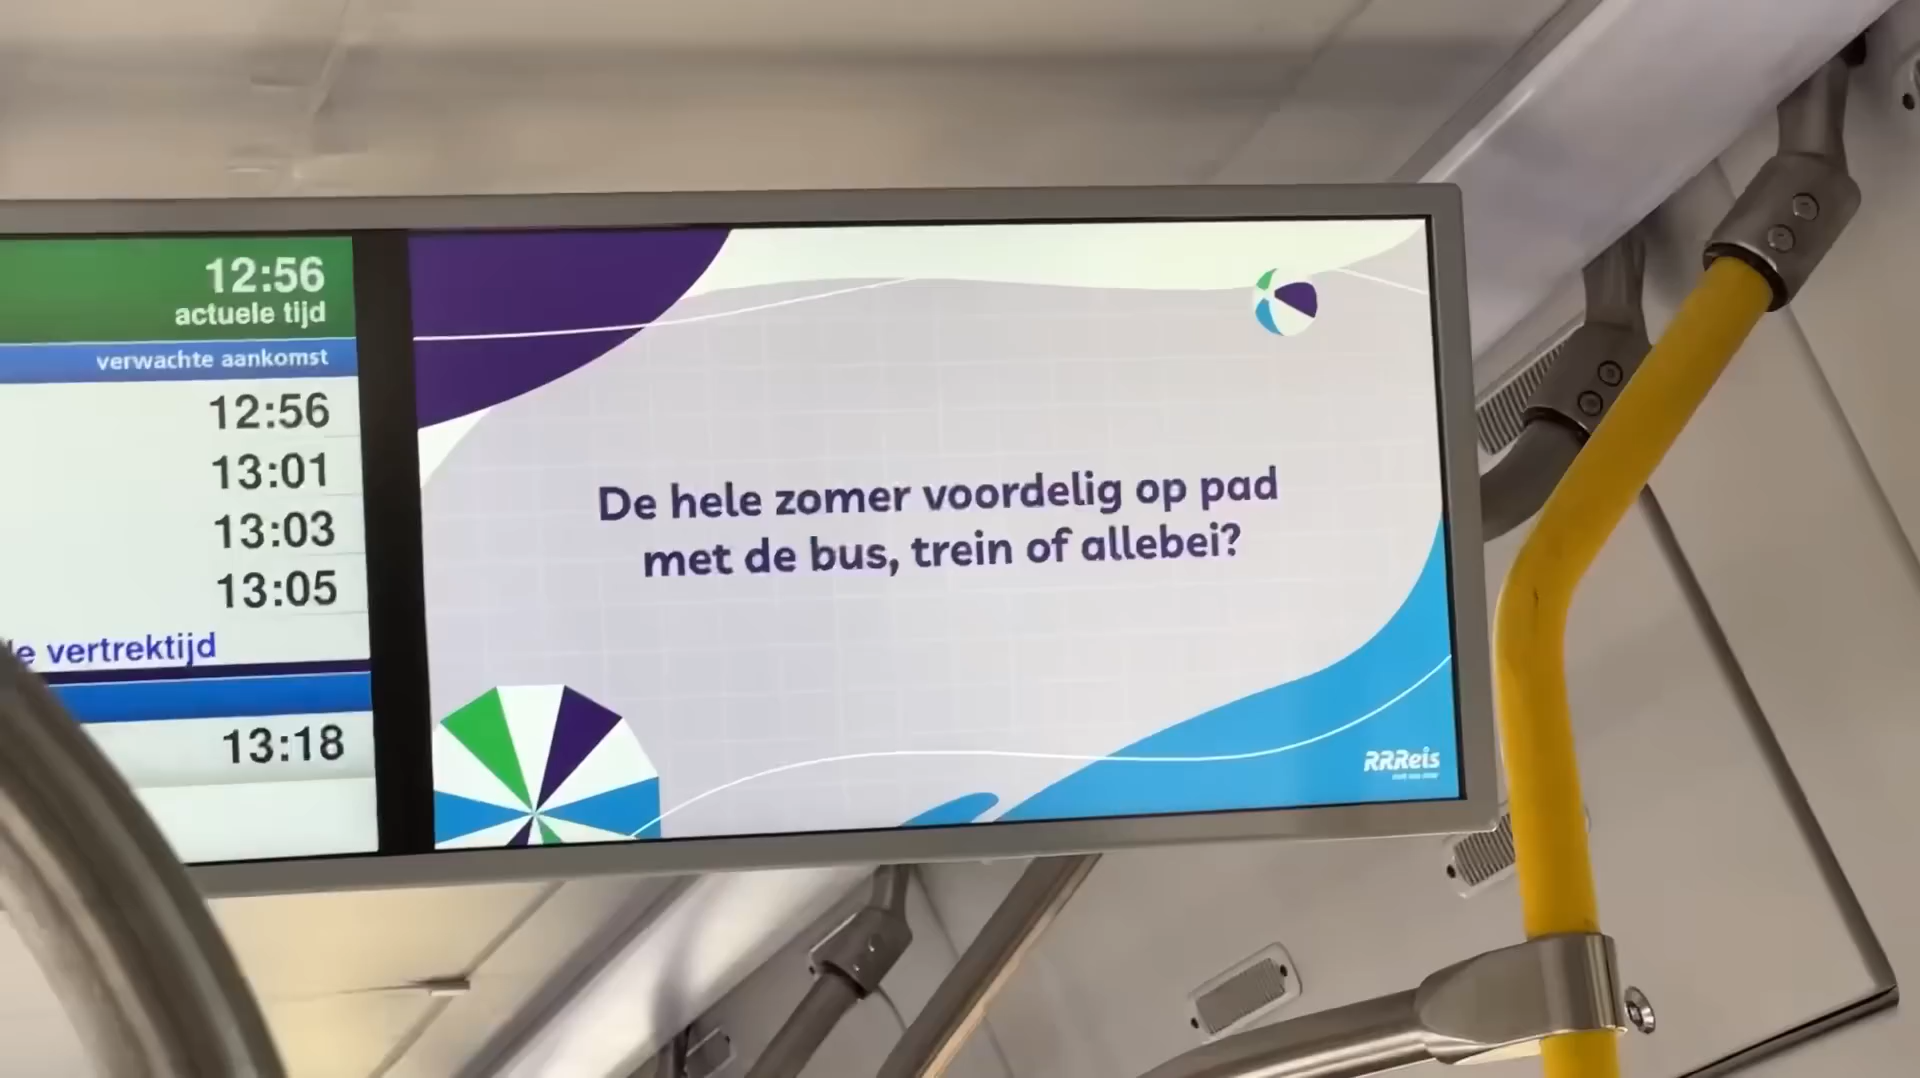 12:56
actuele tijd
verwachte aankomst
12:56
13:01
13:03
13:05
vertrektijd
13:18
De hele zomer voordelig op pad
met de bus, trein of allebei?
RRReis